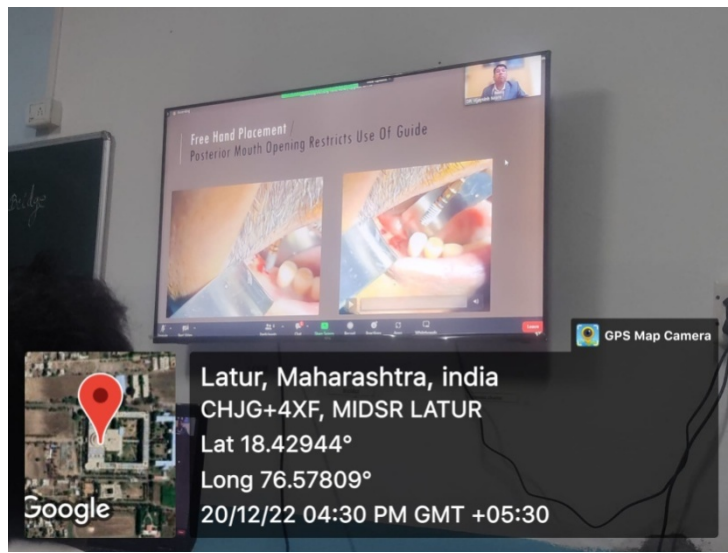 Bridge
Free Hand Placement
Posterior Mouth Opening Restricts Use Of Guide
GPS Map Camera
Google
Latur, Maharashtra, india
CHJG+4XF, MIDSR LATUR
Lat 18.42944°
Long 76.57809°
20/12/22 04:30 PM GMT +05:30